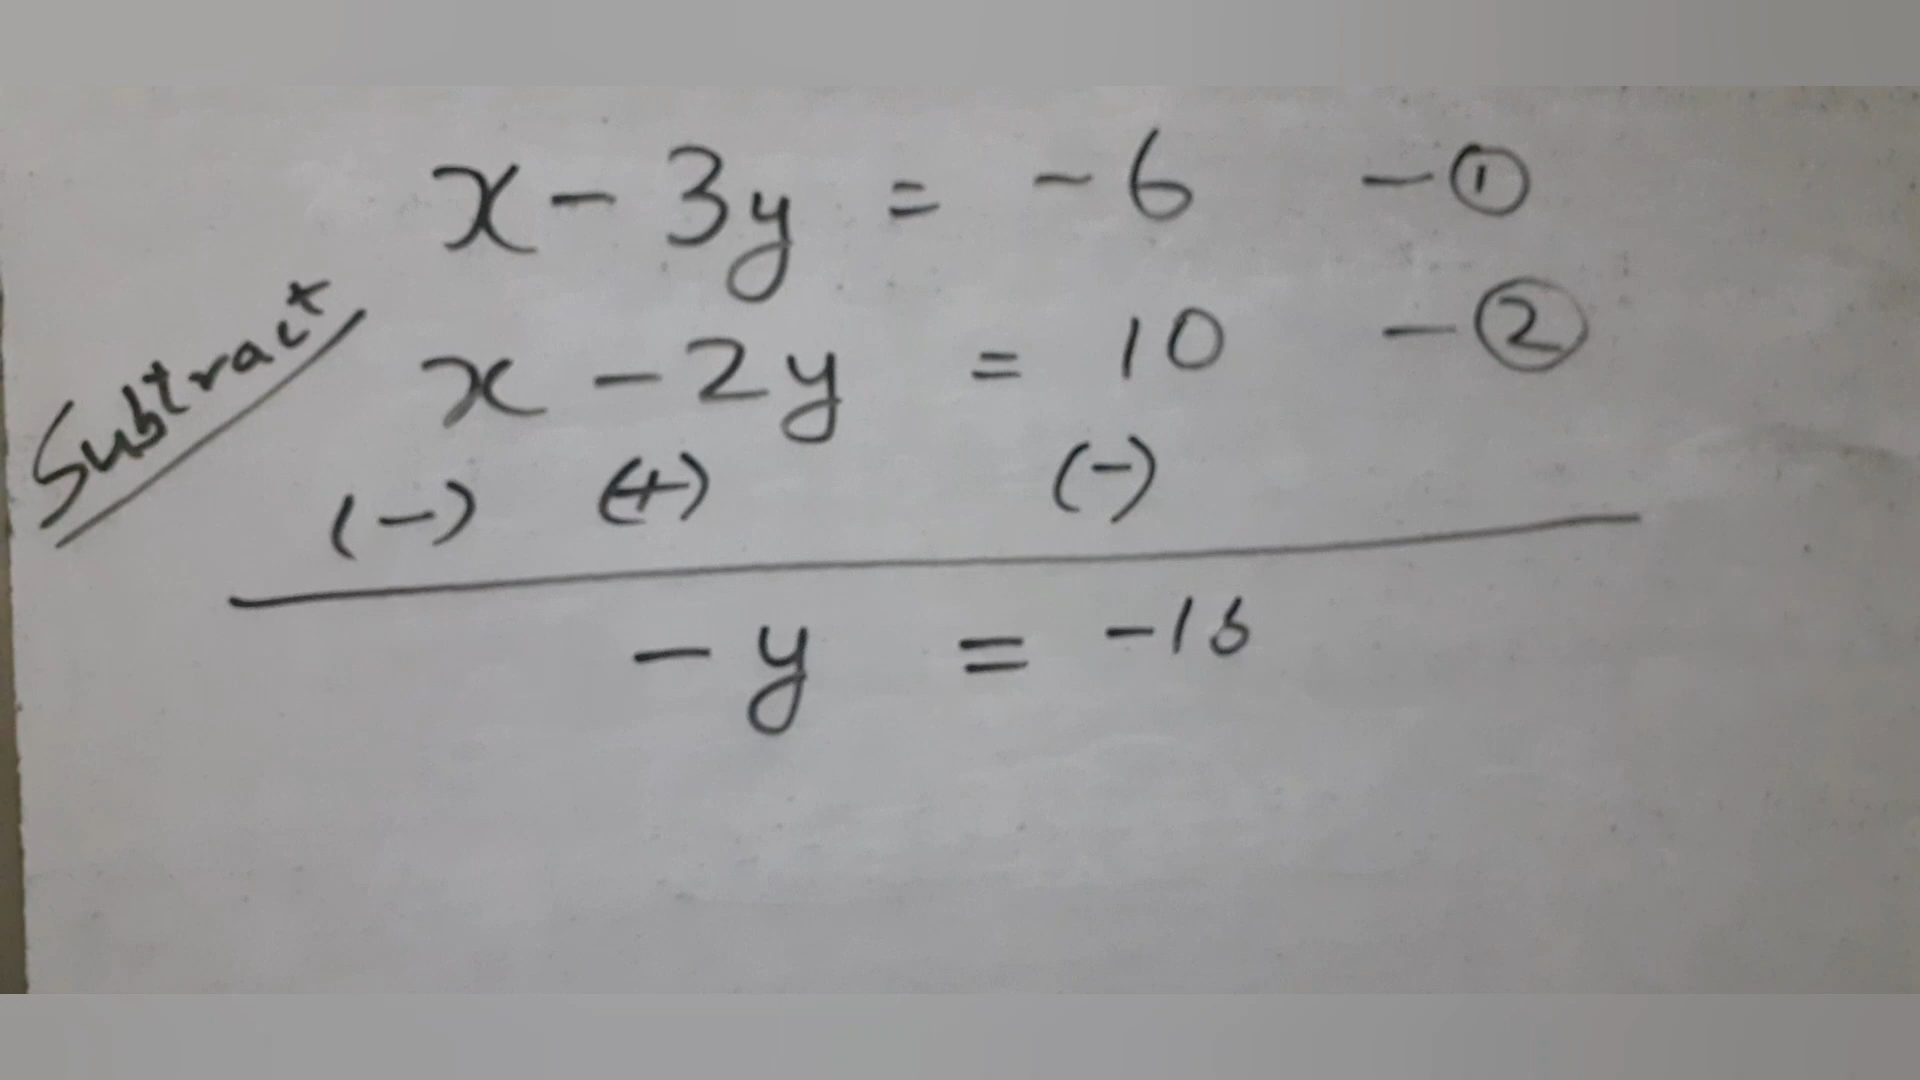 x - 3y = - 6 - ①
x - 2y = 10 - ②
Subtract
(-) (+) (-)
- y = -16